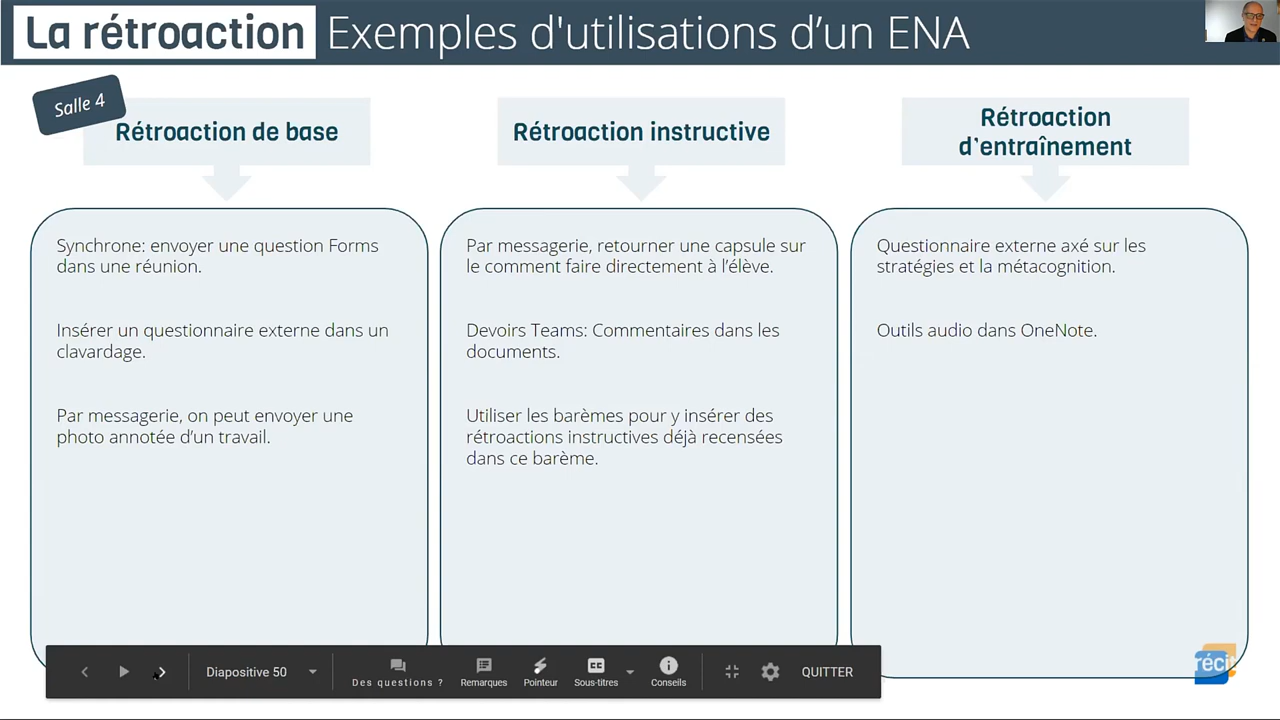 La rétroaction Exemples d'utilisations d’un ENA
Salle 4
Rétroaction de base
Synchrone: envoyer une question Forms
dans une réunion.
Insérer un questionnaire externe dans un
clavardage.
Par messagerie, on peut envoyer une
photo annotée d’un travail.
Rétroaction instructive
Par messagerie, retourner une capsule sur
le comment faire directement à l’élève.
Devoirs Teams: Commentaires dans les
documents.
Utiliser les barèmes pour y insérer des
rétroactions instructives déjà recensées
dans ce barème.
Rétroaction
d’entraînement
Questionnaire externe axé sur les
stratégies et la métacognition.
Outils audio dans OneNote.
Diapositive 50
Des questions ?
Remarques
Pointeur
Sous-titres
Conseils
QUITTER
récit